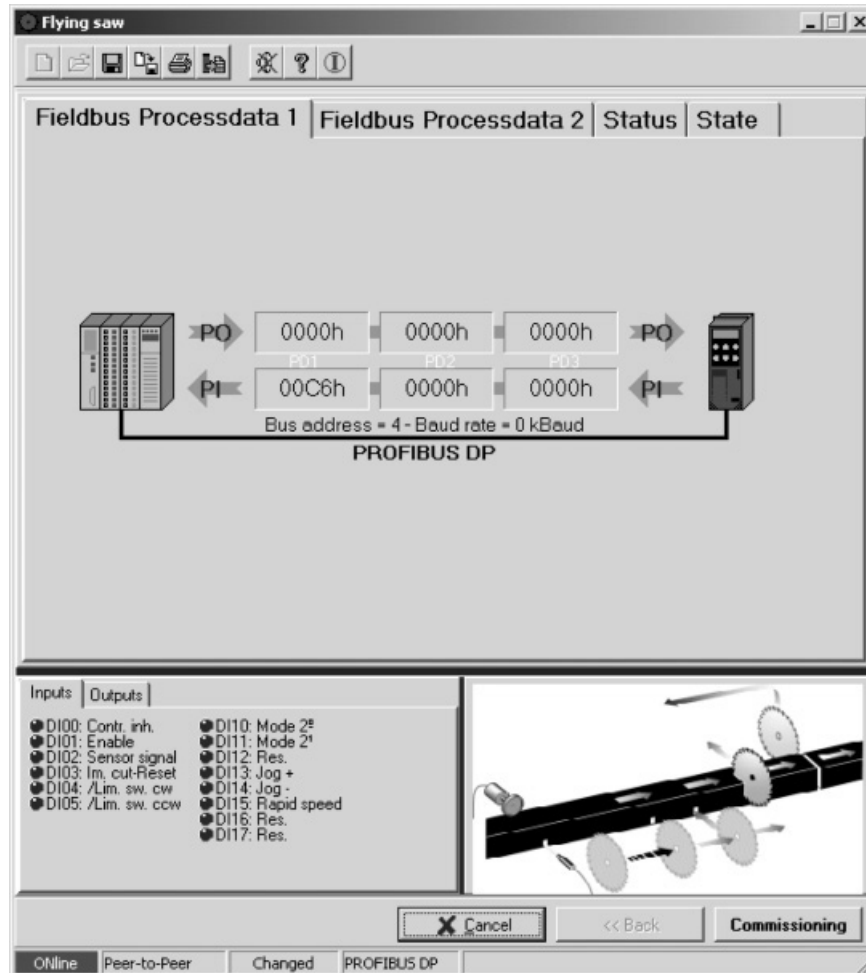 Flying saw
Fieldbus Processdata 1 Fieldbus Processdata 2 Status State
PO 0000h 0000h 0000h PO
PD1 PD2 PD3
PI 00C6h 0000h 0000h PI
Bus address = 4 - Baud rate = 0 kBaud
PROFIBUS DP
Inputs Outputs
DI00: Contr. inh. DI10: Mode 2⁰
DI01: Enable DI11: Mode 2¹
DI02: Sensor signal DI12: Res.
DI03: Im. cut-Reset DI13: Jog +
DI04: /Lim. sw. cw DI14: Jog -
DI05: /Lim. sw. ccw DI15: Rapid speed
DI16: Res.
DI17: Res.
Cancel << Back Commissioning
ONline Peer-to-Peer Changed PROFIBUS DP